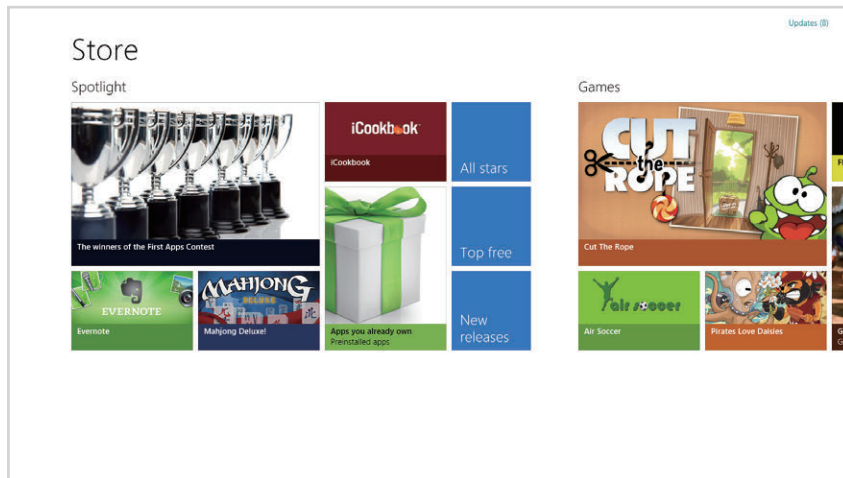 Updates (8)
Store
Spotlight
Games
iCookbook
iCookbook
All stars
CUT
the
ROPE
The winners of the First Apps Contest
Top free
Cut The Rope
EVERNOTE
Evernote
MAHJONG
DELUXE
Mahjong Deluxe!
Apps you already own
Preinstalled apps
New
releases
air soccer
Air Soccer
Pirates Love Daisies